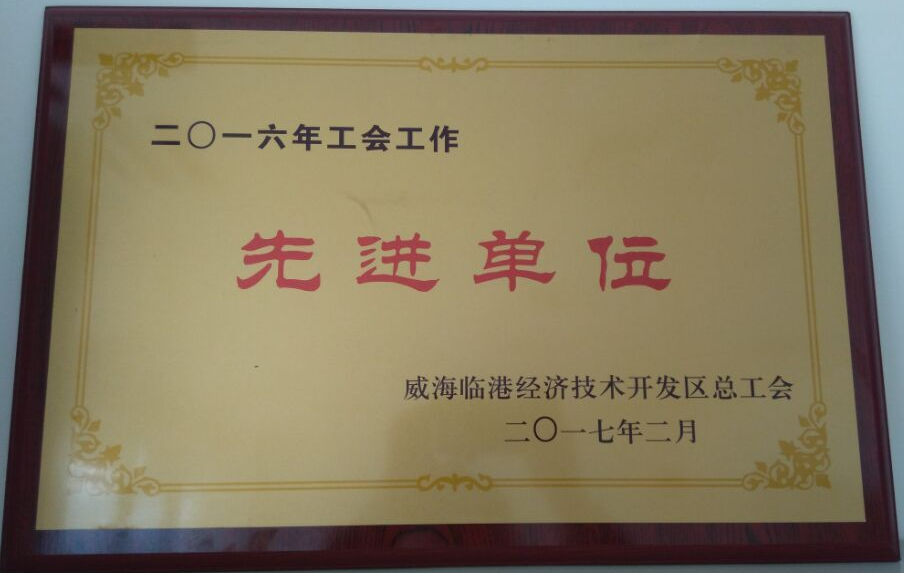 二〇一六年工会工作
先进单位
威海临港经济技术开发区总工会
二〇一七年二月